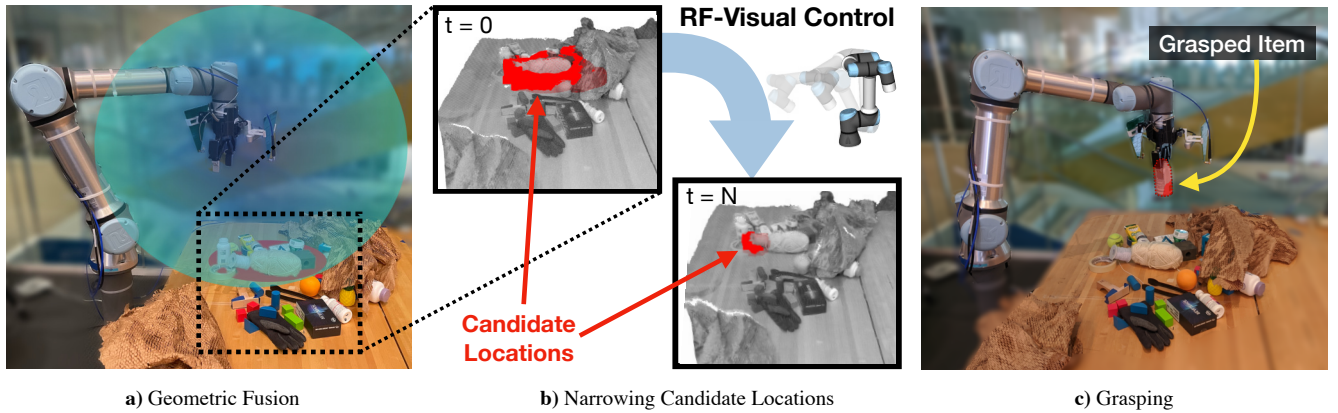 t = 0
RF-Visual Control
t = N
Candidate
Locations
Grasped Item
a) Geometric Fusion
b) Narrowing Candidate Locations
c) Grasping